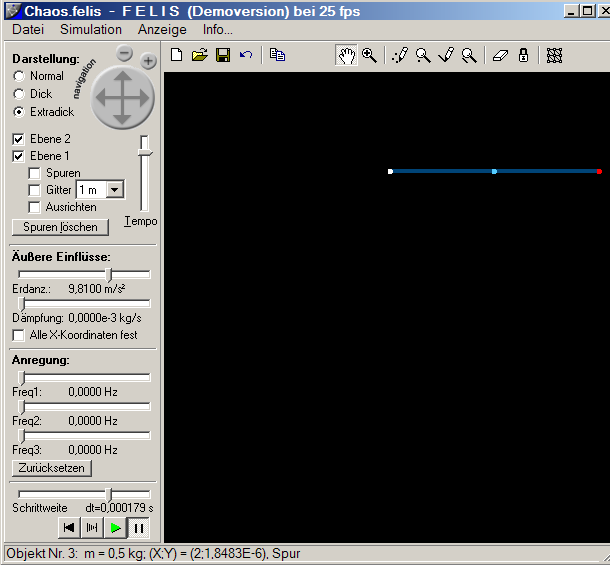 Chaos.felis - F E L I S (Demoversion) bei 25 fps
Datei Simulation Anzeige Info...
Darstellung:
Normal
Dick
Extradick
navigation
Ebene 2
Ebene 1
Spuren
Gitter 1 m
Ausrichten
Spuren löschen
Tempo
Äußere Einflüsse:
Erdanz.: 9,8100 m/s²
Dämpfung: 0,0000e-3 kg/s
Alle X-Koordinaten fest
Anregung:
Freq1: 0,0000 Hz
Freq2: 0,0000 Hz
Freq3: 0,0000 Hz
Zurücksetzen
Schrittweite dt=0,000179 s
Objekt Nr. 3: m = 0,5 kg; (X;Y) = (2;1,8483E-6), Spur